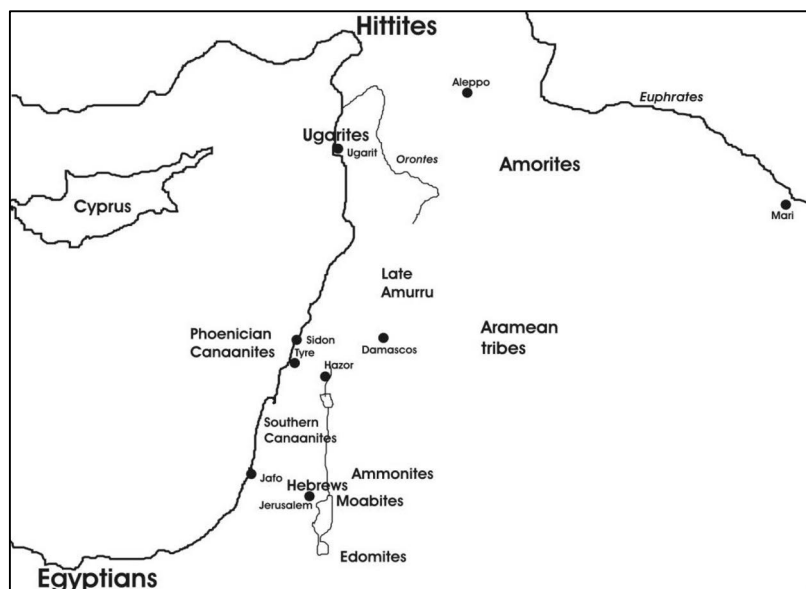 Hittites
Aleppo
Euphrates
Ugarites
Ugarit
Orontes
Amorites
Cyprus
Mari
Late
Amurru
Phoenician
Canaanites
Sidon
Tyre
Damascos
Aramean
tribes
Hazor
Southern
Canaanites
Jafo
Ammonites
Hebrews
Jerusalem
Moabites
Edomites
Egyptians